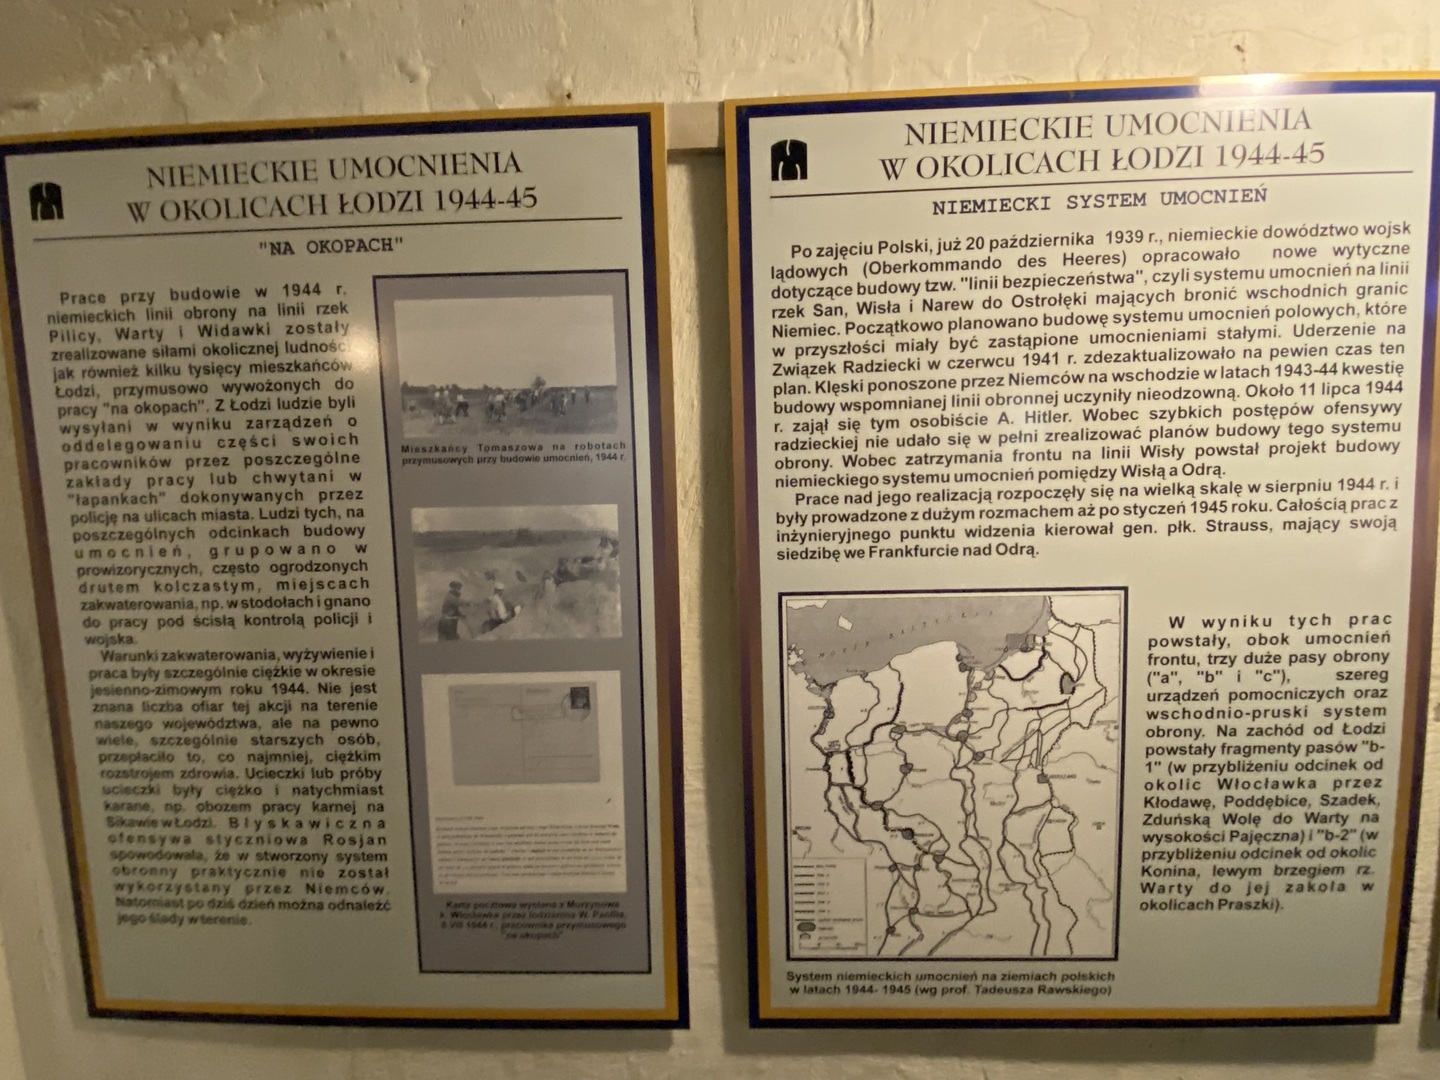 NIEMIECKIE UMOCNIENIA
W OKOLICACH ŁODZI 1944-45
"NA OKOPACH"
Prace przy budowie w 1944 r.
niemieckich linii obrony na linii rzek
Pilicy, Warty i Widawki zostały
zrealizowane siłami okolicznej ludności,
jak również kilku tysięcy mieszkańców
Łodzi, przymusowo wywożonych do
pracy "na okopach". Z Łodzi ludzie byli
wysyłani w wyniku zarządzeń o
oddelegowaniu części swoich
pracowników przez poszczególne
zakłady pracy lub chwytani w
"łapankach" dokonywanych przez
policję na ulicach miasta. Ludzi tych, na
poszczególnych odcinkach budowy
umocnień, grupowano w
prowizorycznych, często ogrodzonych
drutem kolczastym, miejscach
zakwaterowania, np. w stodołach i gnano
do pracy pod ścisłą kontrolą policji i
wojska.
Warunki zakwaterowania, wyżywienie i
praca były szczególnie ciężkie w okresie
jesienno-zimowym roku 1944. Nie jest
znana liczba ofiar tej akcji na terenie
naszego województwa, ale na pewno
wiele, szczególnie starszych osób,
przepłaciło to, co najmniej, ciężkim
rozstrojem zdrowia. Ucieczki lub próby
ucieczki były ciężko i natychmiast
karane, np. obozem pracy karnej na
Sikawie w Łodzi. Błyskawiczna
ofensywa styczniowa Rosjan
spowodowała, że w stworzony system
obronny praktycznie nie został
wykorzystany przez Niemców.
Natomiast po dziś dzień można odnaleźć
jego ślady w terenie.
Mieszkańcy Tomaszowa na robotach
przymusowych przy budowie umocnień, 1944 r.
Karta pocztowa wysłana z Murzynowa
k. Włocławka przez łodzianina W. Panfila,
8 VIII 1944 r., pracownika przymusowego
"na okopach"
NIEMIECKIE UMOCNIENIA
W OKOLICACH ŁODZI 1944-45
NIEMIECKI SYSTEM UMOCNIEŃ
Po zajęciu Polski, już 20 października 1939 r., niemieckie dowództwo wojsk
lądowych (Oberkommando des Heeres) opracowało nowe wytyczne
dotyczące budowy tzw. "linii bezpieczeństwa", czyli systemu umocnień na linii
rzek San, Wisła i Narew do Ostrołęki mających bronić wschodnich granic
Niemiec. Początkowo planowano budowę systemu umocnień polowych, które
w przyszłości miały być zastąpione umocnieniami stałymi. Uderzenie na
Związek Radziecki w czerwcu 1941 r. zdezaktualizowało na pewien czas ten
plan. Klęski ponoszone przez Niemców na wschodzie w latach 1943-44 kwestię
budowy wspomnianej linii obronnej uczyniły nieodzowną. Około 11 lipca 1944
r. zajął się tym osobiście A. Hitler. Wobec szybkich postępów ofensywy
radzieckiej nie udało się w pełni zrealizować planów budowy tego systemu
obrony. Wobec zatrzymania frontu na linii Wisły powstał projekt budowy
niemieckiego systemu umocnień pomiędzy Wisłą a Odrą.
Prace nad jego realizacją rozpoczęły się na wielką skalę w sierpniu 1944 r. i
były prowadzone z dużym rozmachem aż po styczeń 1945 roku. Całością prac z
inżynieryjnego punktu widzenia kierował gen. płk. Strauss, mający swoją
siedzibę we Frankfurcie nad Odrą.
MORZE BAŁTYCKIE
W wyniku tych prac
powstały, obok umocnień
frontu, trzy duże pasy obrony
("a", "b" i "c"), szereg
urządzeń pomocniczych oraz
wschodnio-pruski system
obrony. Na zachód od Łodzi
powstały fragmenty pasów "b-
1" (w przybliżeniu odcinek od
okolic Włocławka przez
Kłodawę, Poddębice, Szadek,
Zduńską Wolę do Warty na
wysokości Pajęczna) i "b-2" (w
przybliżeniu odcinek od okolic
Konina, lewym brzegiem rz.
Warty do jej zakola w
okolicach Praszki).
System niemieckich umocnień na ziemiach polskich
w latach 1944- 1945 (wg prof. Tadeusza Rawskiego)